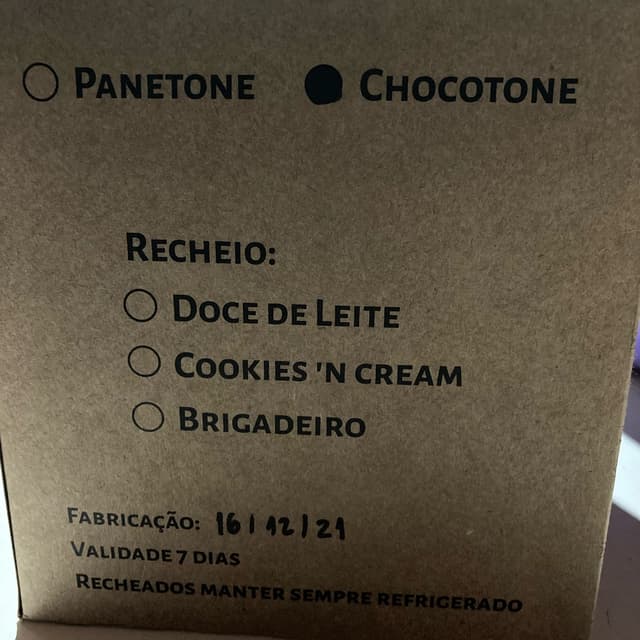 PANETONE CHOCOTONE
RECHEIO:
DOCE DE LEITE
COOKIES 'N CREAM
BRIGADEIRO
FABRICAÇÃO: 16/12/21
VALIDADE 7 DIAS
RECHEADOS MANTER SEMPRE REFRIGERADO